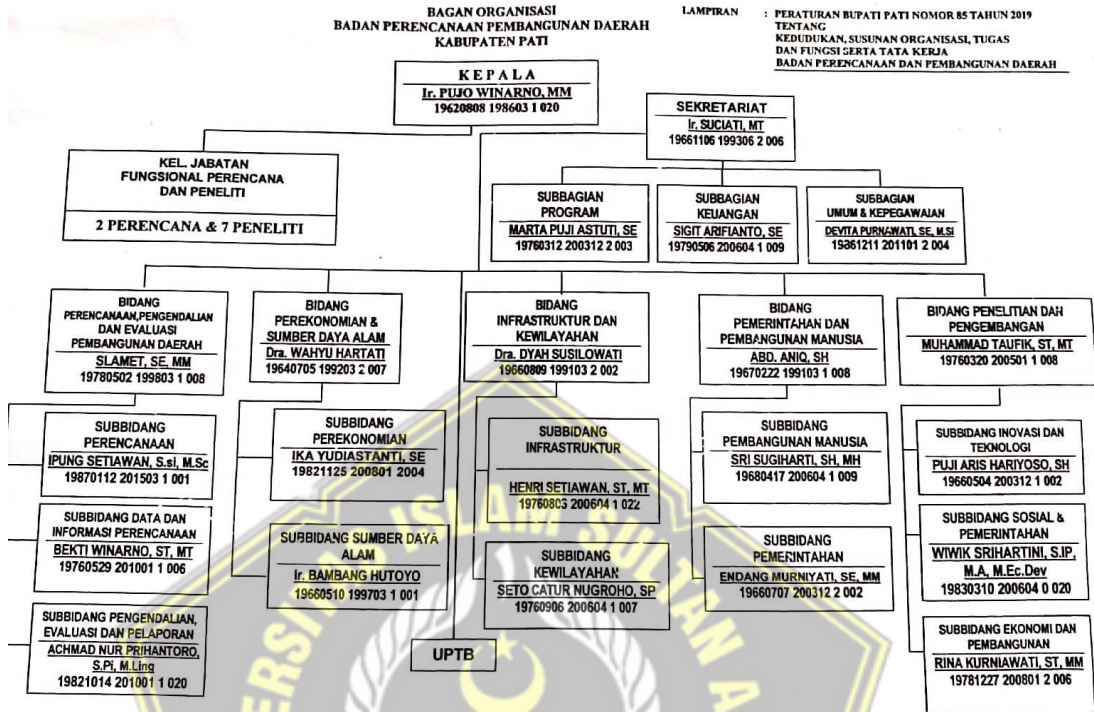 BAGAN ORGANISASI
BADAN PERENCANAAN PEMBANGUNAN DAERAH
KABUPATEN PATI
LAMPIRAN : PERATURAN BUPATI PATI NOMOR 85 TAHUN 2019
TENTANG
KEDUDUKAN, SUSUNAN ORGANISASI, TUGAS
DAN FUNGSI SERTA TATA KERJA
BADAN PERENCANAAN DAN PEMBANGUNAN DAERAH
KEPALA
Ir. PUJO WINARNO, MM
19620808 198603 1 020
SEKRETARIAT
Ir. SUCIATI, MT
19661106 199306 2 006
KEL. JABATAN
FUNGSIONAL PERENCANA
DAN PENELITI
2 PERENCANA & 7 PENELITI
SUBBAGIAN
PROGRAM
MARTA PUJI ASTUTI, SE
19760312 200312 2 003
SUBBAGIAN
KEUANGAN
SIGIT ARIFIANTO, SE
19790506 200604 1 009
SUBBAGIAN
UMUM & KEPEGAWAIAN
DEVITA PURNAWATI, SE, M.Si
19861211 201101 2 004
BIDANG
PERENCANAAN,PENGENDALIAN
DAN EVALUASI
PEMBANGUNAN DAERAH
SLAMET, SE, MM
19780502 199803 1 008
BIDANG
PEREKONOMIAN &
SUMBER DAYA ALAM
Dra. WAHYU HARTATI
19640705 199203 2 007
BIDANG
INFRASTRUKTUR DAN
KEWILAYAHAN
Dra. DYAH SUSILOWATI
19660809 199103 2 002
BIDANG
PEMERINTAHAN DAN
PEMBANGUNAN MANUSIA
ABD. ANIQ, SH
19670222 199103 1 008
BIDANG PENELITIAN DAN
PENGEMBANGAN
MUHAMMAD TAUFIK, ST, MT
19760320 200501 1 008
SUBBIDANG
PERENCANAAN
IPUNG SETIAWAN, S.si, M.Sc
19870112 201503 1 001
SUBBIDANG
PEREKONOMIAN
IKA YUDIASTANTI, SE
19821125 200801 2004
SUBBIDANG
INFRASTRUKTUR
HENRI SETIAWAN, ST, MT
19760803 200604 1 022
SUBBIDANG
PEMBANGUNAN MANUSIA
SRI SUGIHARTI, SH, MH
19680417 200604 1 009
SUBBIDANG INOVASI DAN
TEKNOLOGI
PUJI ARIS HARIYOSO, SH
19660504 200312 1 002
SUBBIDANG DATA DAN
INFORMASI PERENCANAAN
BEKTI WINARNO, ST, MT
19760529 201001 1 006
SUBBIDANG SUMBER DAYA
ALAM
Ir. BAMBANG HUTOYO
19660510 199703 1 001
SUBBIDANG
KEWILAYAHAN
SETO CATUR NUGROHO, SP
19760906 200604 1 007
SUBBIDANG
PEMERINTAHAN
ENDANG MURNIYATI, SE, MM
19660707 200312 2 002
SUBBIDANG SOSIAL &
PEMERINTAHAN
WIWIK SRIHARTINI, S.IP,
M.A, M.Ec.Dev
19830310 200604 0 020
SUBBIDANG PENGENDALIAN,
EVALUASI DAN PELAPORAN
ACHMAD NUR PRIHANTORO,
S.Pi, M.Ling
19821014 201001 1 020
UPTB
SUBBIDANG EKONOMI DAN
PEMBANGUNAN
RINA KURNIAWATI, ST, MM
19781227 200801 2 006
ISLAM SULTAN A